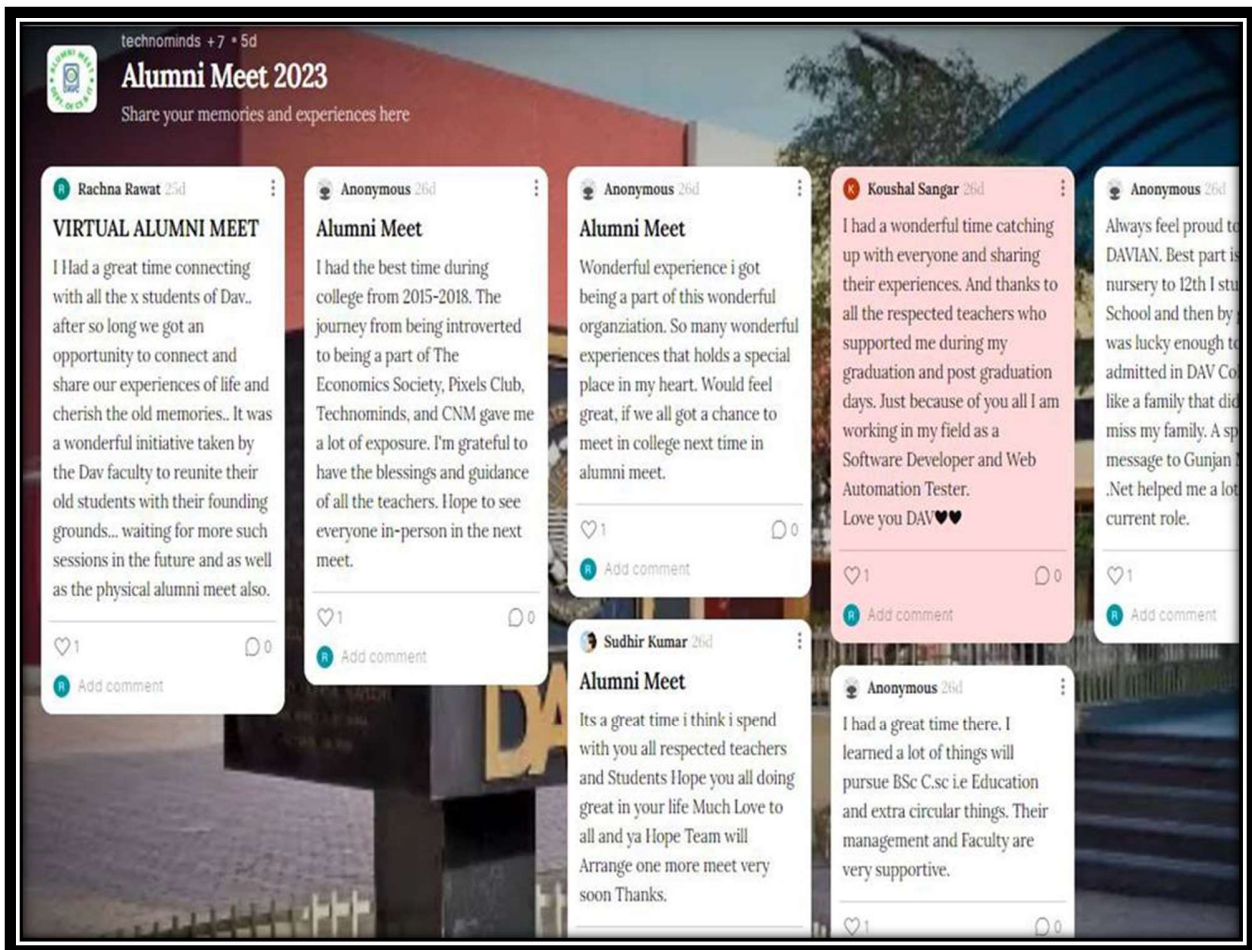 technominds +7 • 5d
Alumni Meet 2023
Share your memories and experiences here
Rachna Rawat 25d
VIRTUAL ALUMNI MEET
I Had a great time connecting
with all the x students of Dav..
after so long we got an
opportunity to connect and
share our experiences of life and
cherish the old memories.. It was
a wonderful initiative taken by
the Dav faculty to reunite their
old students with their founding
grounds... waiting for more such
sessions in the future and as well
as the physical alumni meet also.
1
0
R
Add comment
Anonymous 26d
Alumni Meet
I had the best time during
college from 2015-2018. The
journey from being introverted
to being a part of The
Economics Society, Pixels Club,
Technominds, and CNM gave me
a lot of exposure. I'm grateful to
have the blessings and guidance
of all the teachers. Hope to see
everyone in-person in the next
meet.
1
0
R
Add comment
Anonymous 26d
Alumni Meet
Wonderful experience i got
being a part of this wonderful
organziation. So many wonderful
experiences that holds a special
place in my heart. Would feel
great, if we all got a chance to
meet in college next time in
alumni meet.
1
0
R
Add comment
Sudhir Kumar 26d
Alumni Meet
Its a great time i think i spend
with you all respected teachers
and Students Hope you all doing
great in your life Much Love to
all and ya Hope Team will
Arrange one more meet very
soon Thanks.
K
Koushal Sangar 26d
I had a wonderful time catching
up with everyone and sharing
their experiences. And thanks to
all the respected teachers who
supported me during my
graduation and post graduation
days. Just because of you all I am
working in my field as a
Software Developer and Web
Automation Tester.
Love you DAV🖤🖤
1
0
R
Add comment
Anonymous 26d
I had a great time there. I
learned a lot of things will
pursue BSc C.sc i.e Education
and extra circular things. Their
management and Faculty are
very supportive.
1
0
Anonymous 26d
Always feel proud to
DAVIAN. Best part is
nursery to 12th I stu
School and then by
was lucky enough to
admitted in DAV Co
like a family that did
miss my family. A sp
message to Gunjan
.Net helped me a lot
current role.
1
R
Add comment
DA